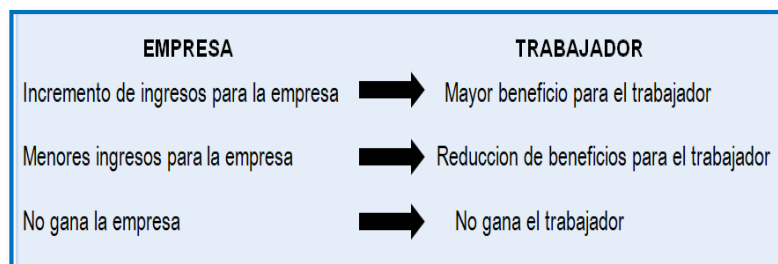 EMPRESA TRABAJADOR
Incremento de ingresos para la empresa Mayor beneficio para el trabajador
Menores ingresos para la empresa Reduccion de beneficios para el trabajador
No gana la empresa No gana el trabajador